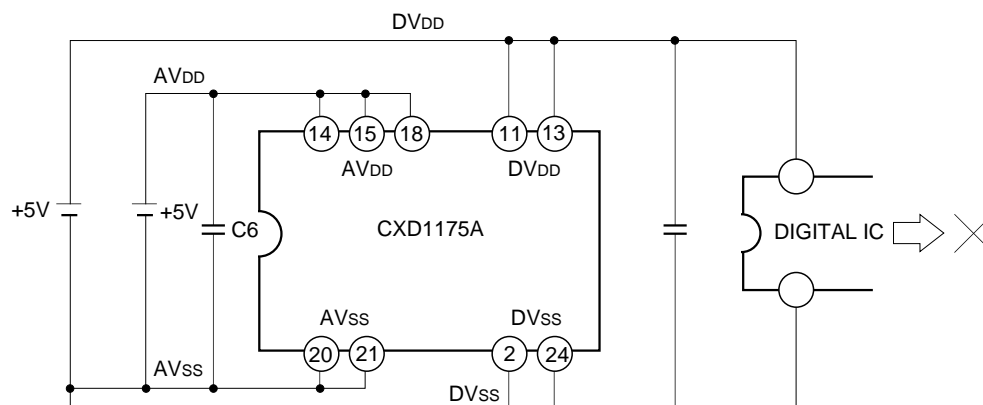 DVDD
AVDD
14 15 18 11 13
AVDD DVDD
+5V +5V C6 CXD1175A DIGITAL IC
AVSS DVSS
20 21 2 24
AVSS
DVSS